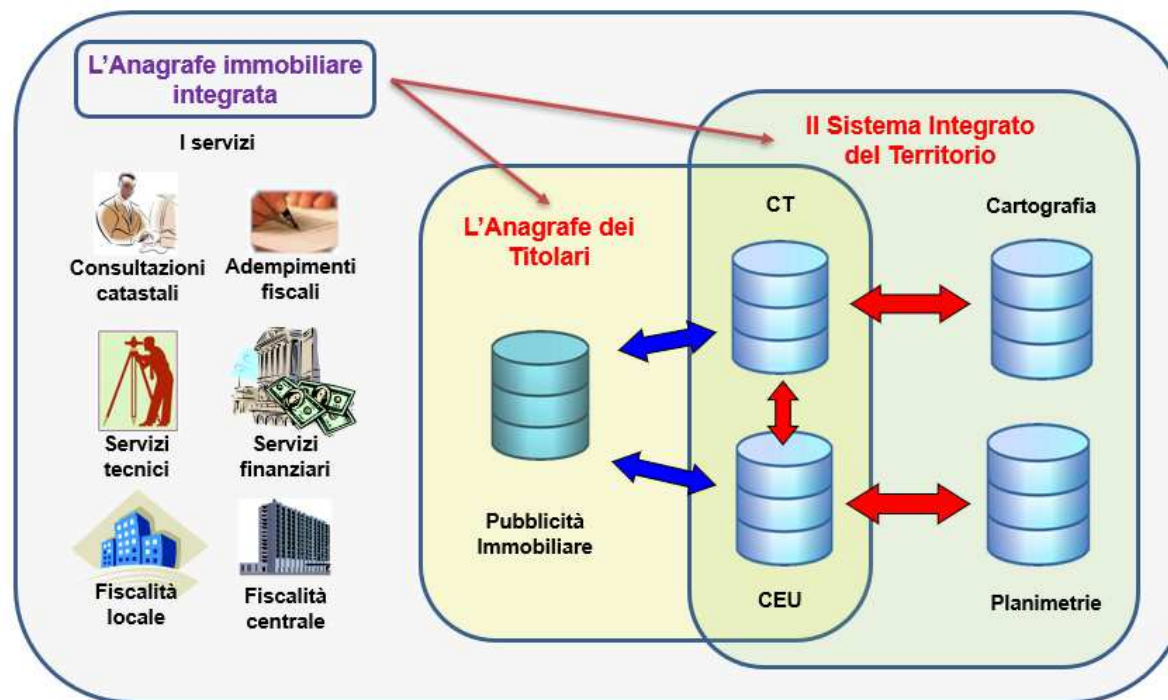 L'Anagrafe immobiliare
integrata
I servizi
Consultazioni
catastali
Adempimenti
fiscali
Servizi
tecnici
Servizi
finanziari
Fiscalità
locale
Fiscalità
centrale
L'Anagrafe dei
Titolari
Pubblicità
Immobiliare
Il Sistema Integrato
del Territorio
CT
Cartografia
CEU
Planimetrie